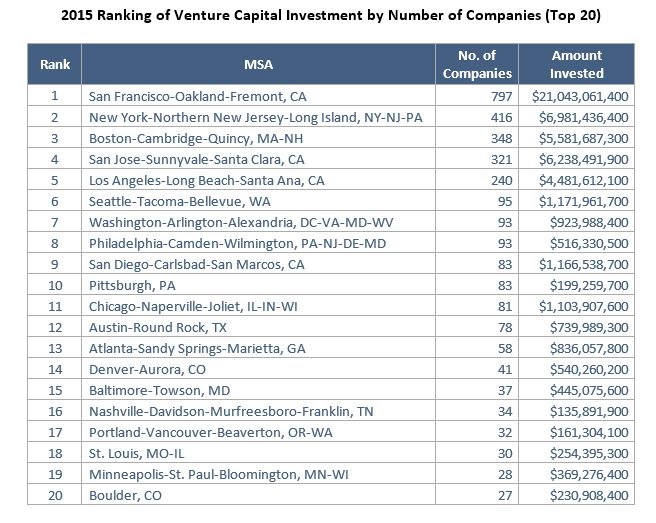 2015 Ranking of Venture Capital Investment by Number of Companies (Top 20)
Rank MSA No. of Companies Amount Invested
1 San Francisco-Oakland-Fremont, CA 797 $21,043,061,400
2 New York-Northern New Jersey-Long Island, NY-NJ-PA 416 $6,981,436,400
3 Boston-Cambridge-Quincy, MA-NH 348 $5,581,687,300
4 San Jose-Sunnyvale-Santa Clara, CA 321 $6,238,491,900
5 Los Angeles-Long Beach-Santa Ana, CA 240 $4,481,612,100
6 Seattle-Tacoma-Bellevue, WA 95 $1,171,961,700
7 Washington-Arlington-Alexandria, DC-VA-MD-WV 93 $923,988,400
8 Philadelphia-Camden-Wilmington, PA-NJ-DE-MD 93 $516,330,500
9 San Diego-Carlsbad-San Marcos, CA 83 $1,166,538,700
10 Pittsburgh, PA 83 $199,259,700
11 Chicago-Naperville-Joliet, IL-IN-WI 81 $1,103,907,600
12 Austin-Round Rock, TX 78 $739,989,300
13 Atlanta-Sandy Springs-Marietta, GA 58 $836,057,800
14 Denver-Aurora, CO 41 $540,260,200
15 Baltimore-Towson, MD 37 $445,075,600
16 Nashville-Davidson-Murfreesboro-Franklin, TN 34 $135,891,900
17 Portland-Vancouver-Beaverton, OR-WA 32 $161,304,100
18 St. Louis, MO-IL 30 $254,395,300
19 Minneapolis-St. Paul-Bloomington, MN-WI 28 $369,276,400
20 Boulder, CO 27 $230,908,400